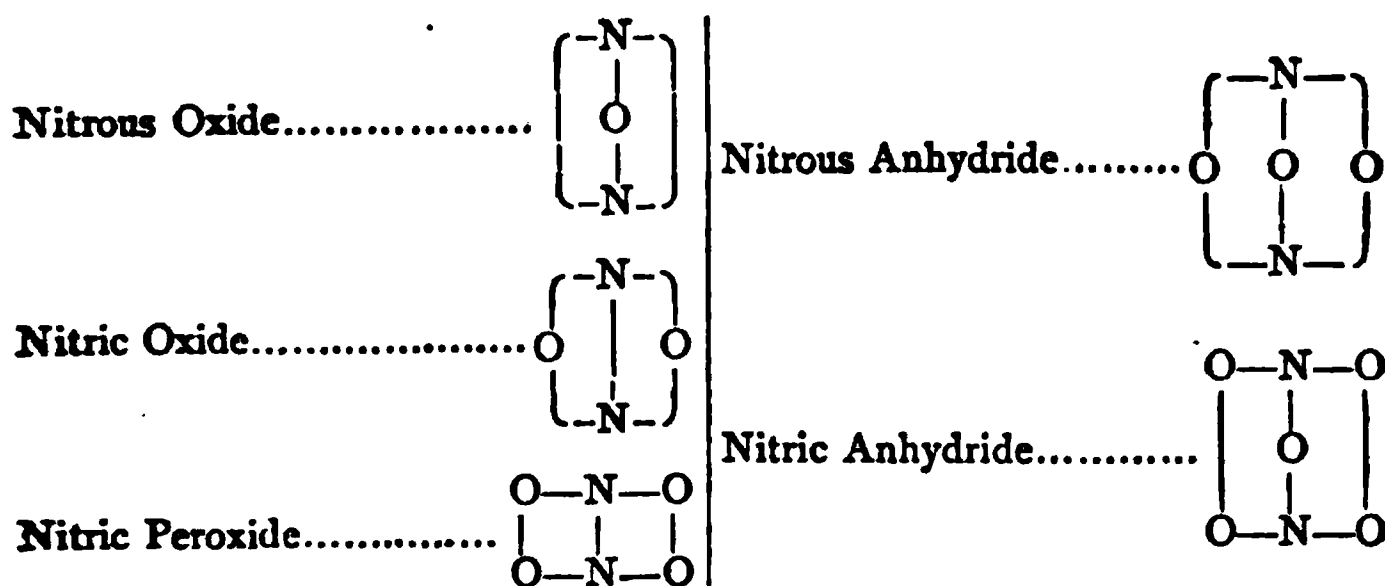 N
Nitrous Oxide................... O
N
N
Nitric Oxide...................... O O
N
O—N—O
Nitric Peroxide.............. O—N—O
N
Nitrous Anhydride......... O O O
N
O—N—O
Nitric Anhydride............. O
O—N—O